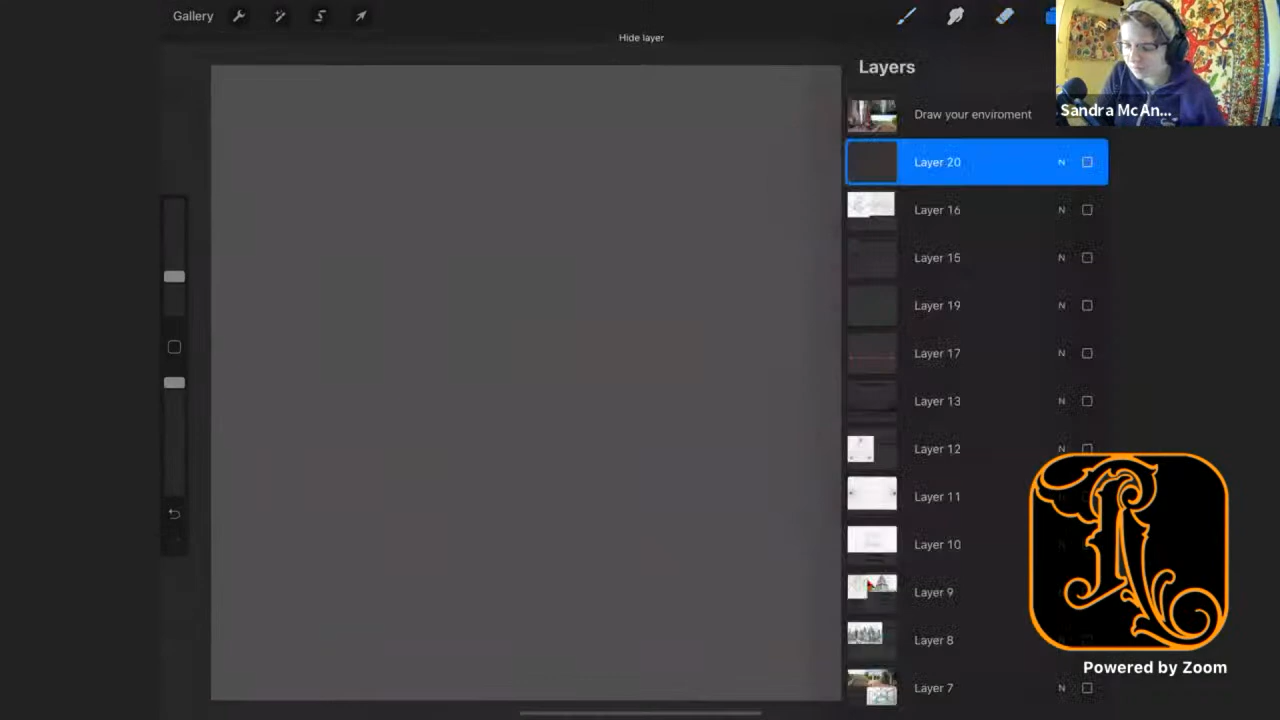 Gallery
Hide layer
Layers
Sandra McAn...
Draw your enviroment
Layer 20 N
Layer 16 N
Layer 15 N
Layer 19 N
Layer 17 N
Layer 13 N
Layer 12 N
Layer 11
Layer 10
Layer 9
Layer 8
Layer 7 N
Powered by Zoom